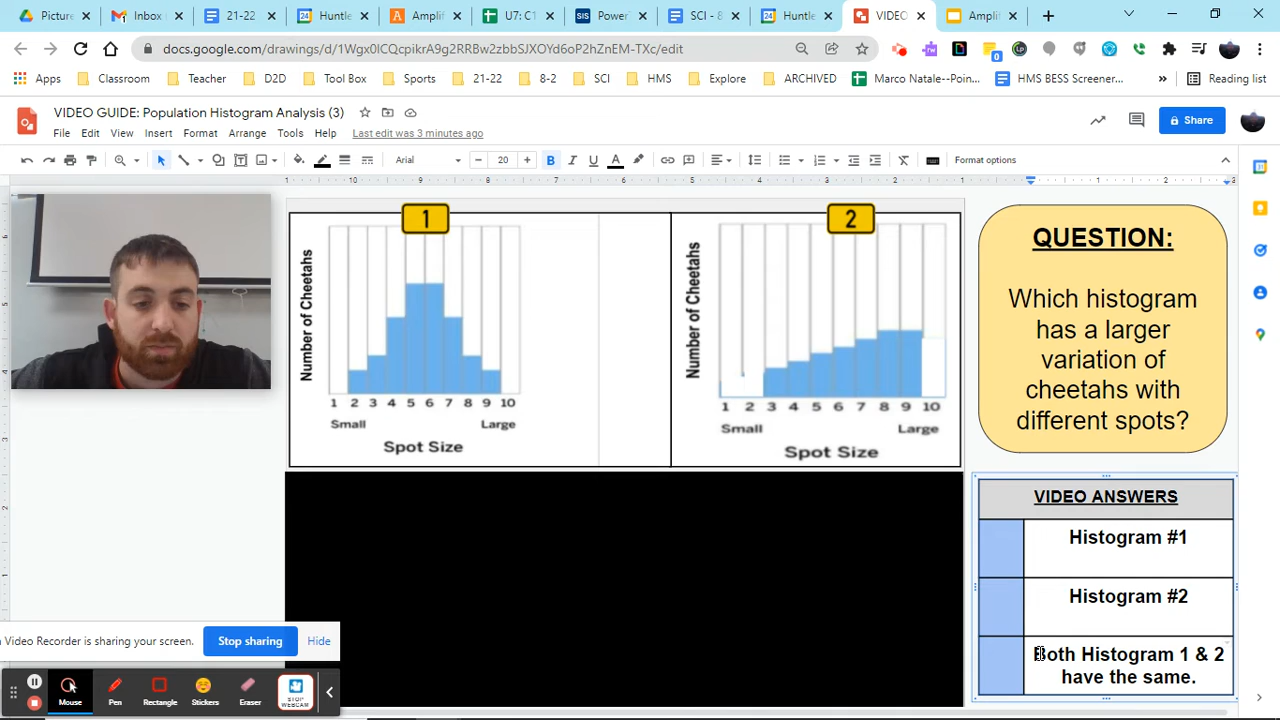 Picture:
Inbox
21-22
Huntle
Amplif
U7: C1
Power
SCI - 8
Huntle
VIDEO
Ampli
docs.google.com/drawings/d/1Wgx0lCQcpikrA9g2RRBw2zbbSJXOYd6oP2hZnEM-TXc/edit
Apps
Classroom
Teacher
D2D
Tool Box
Sports
21-22
8-2
SCI
HMS
Explore
ARCHIVED
Marco Natale--Poin...
HMS BESS Screener...
Reading list
VIDEO GUIDE: Population Histogram Analysis (3)
File Edit View Insert Format Arrange Tools Help
Last edit was 3 minutes ago
Share
Arial
20
Format options
1
Number of Cheetahs
1 2 3 4 5 6 7 8 9 10
Small Large
Spot Size
2
Number of Cheetahs
1 2 3 4 5 6 7 8 9 10
Small Large
Spot Size
QUESTION:
Which histogram
has a larger
variation of
cheetahs with
different spots?
VIDEO ANSWERS
Histogram #1
Histogram #2
Both Histogram 1 & 2
have the same.
Video Recorder is sharing your screen.
Stop sharing
Hide
Mouse
Pen
Rectangle
Stickers
Eraser
STOP
WEBCAM